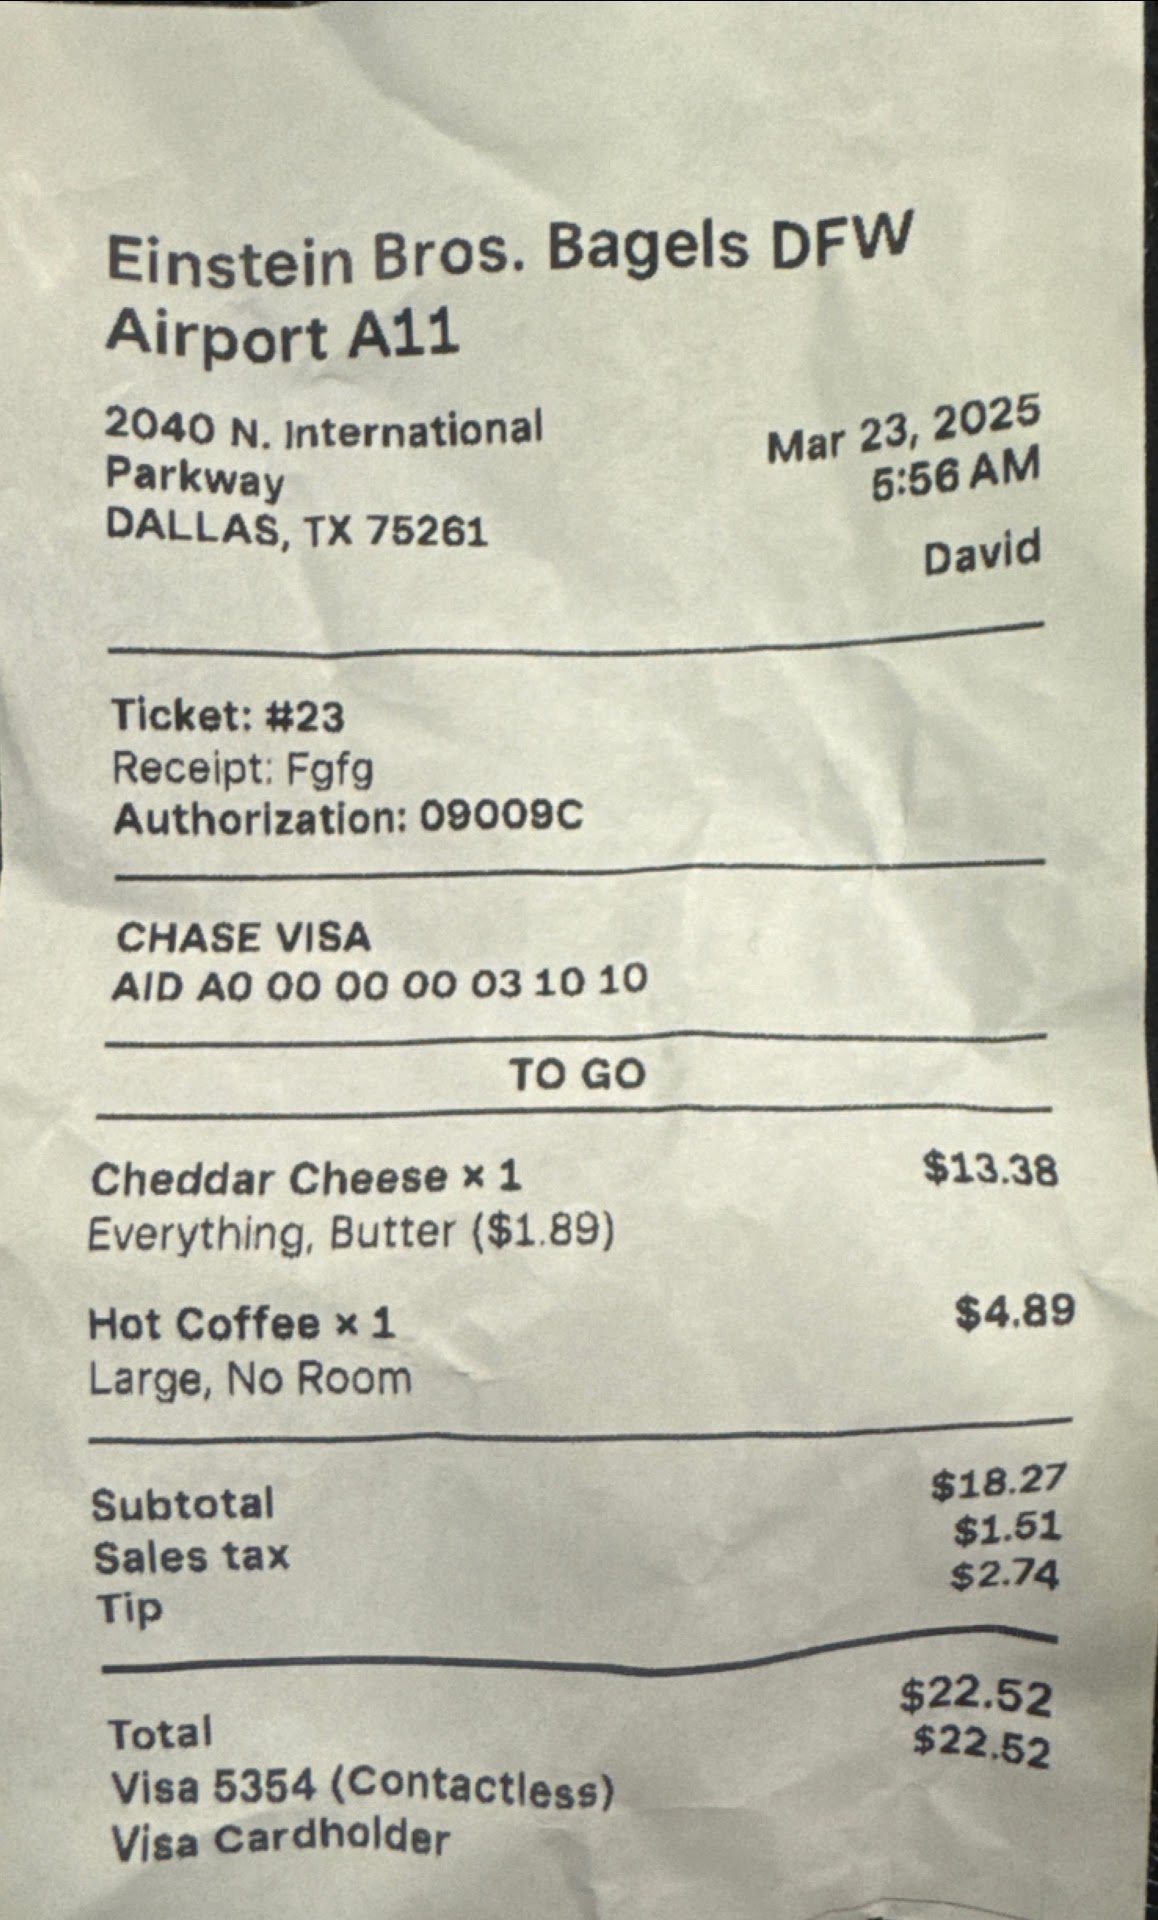 Einstein Bros. Bagels DFW
Airport A11
2040 N. International
Parkway
DALLAS, TX 75261
Mar 23, 2025
5:56 AM
David
Ticket: #23
Receipt: Fgfg
Authorization: 09009C
CHASE VISA
AID A0 00 00 00 03 10 10
TO GO
Cheddar Cheese × 1 $13.38
Everything, Butter ($1.89)
Hot Coffee × 1 $4.89
Large, No Room
Subtotal $18.27
Sales tax $1.51
Tip $2.74
Total $22.52
Visa 5354 (Contactless) $22.52
Visa Cardholder